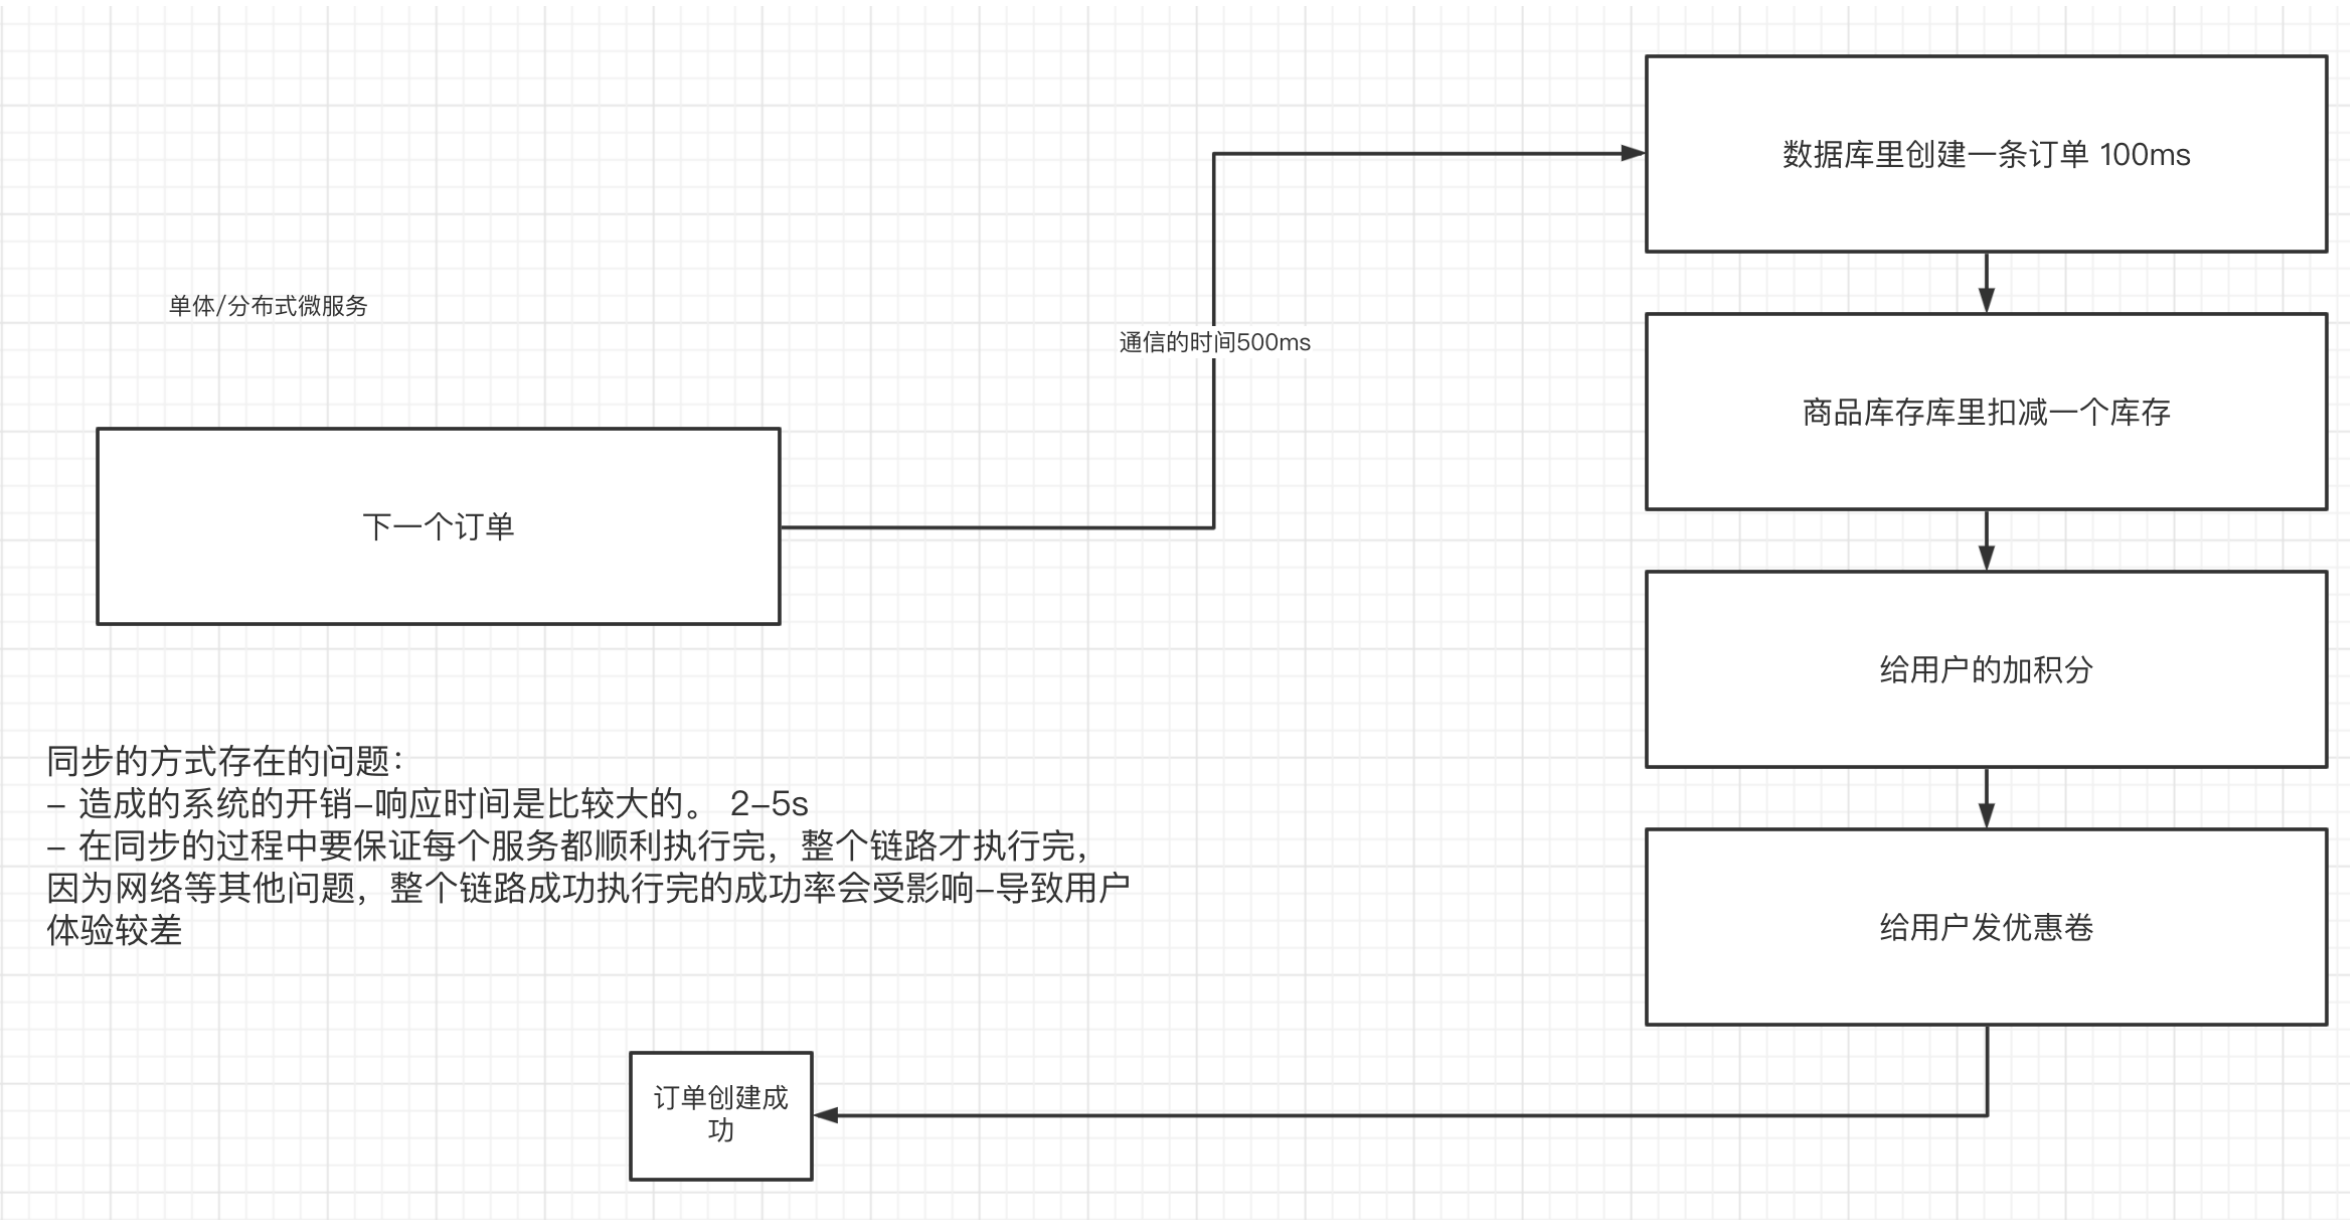 数据库里创建一条订单 100ms
单体/分布式微服务
通信的时间500ms
商品库存库里扣减一个库存
下一个订单
给用户的加积分
同步的方式存在的问题：
- 造成的系统的开销-响应时间是比较大的。 2-5s
- 在同步的过程中要保证每个服务都顺利执行完，整个链路才执行完，
因为网络等其他问题，整个链路成功执行完的成功率会受影响-导致用户
体验较差
给用户发优惠卷
订单创建成
功